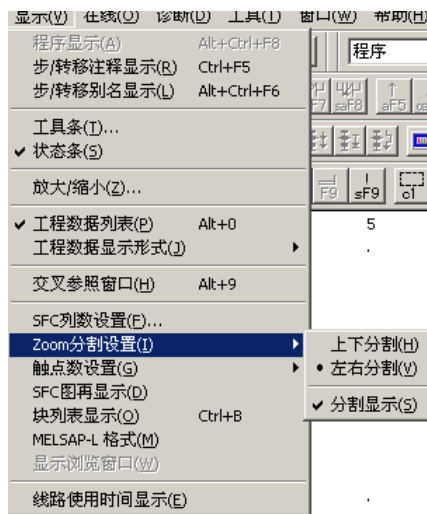 显示(V) 在线(O) 诊断(D) 工具(T) 窗口(W) 帮助(H)
程序显示(A) Alt+Ctrl+F8
程序
步/转移注释显示(R) Ctrl+F5
步/转移别名显示(L) Alt+Ctrl+F6
F7 saF8 aF5
工具条(T)...
状态条(S)
放大/缩小(Z)...
F9 sF9 c1
工程数据列表(P) Alt+0
5
工程数据显示形式(J)
交叉参照窗口(H) Alt+9
SFC列数设置(F)...
Zoom分割设置(I)
上下分割(H)
触点数设置(G)
左右分割(V)
SFC图再显示(D)
块列表显示(O) Ctrl+B
分割显示(S)
MELSAP-L 格式(M)
显示浏览窗口(W)
线路使用时间显示(E)